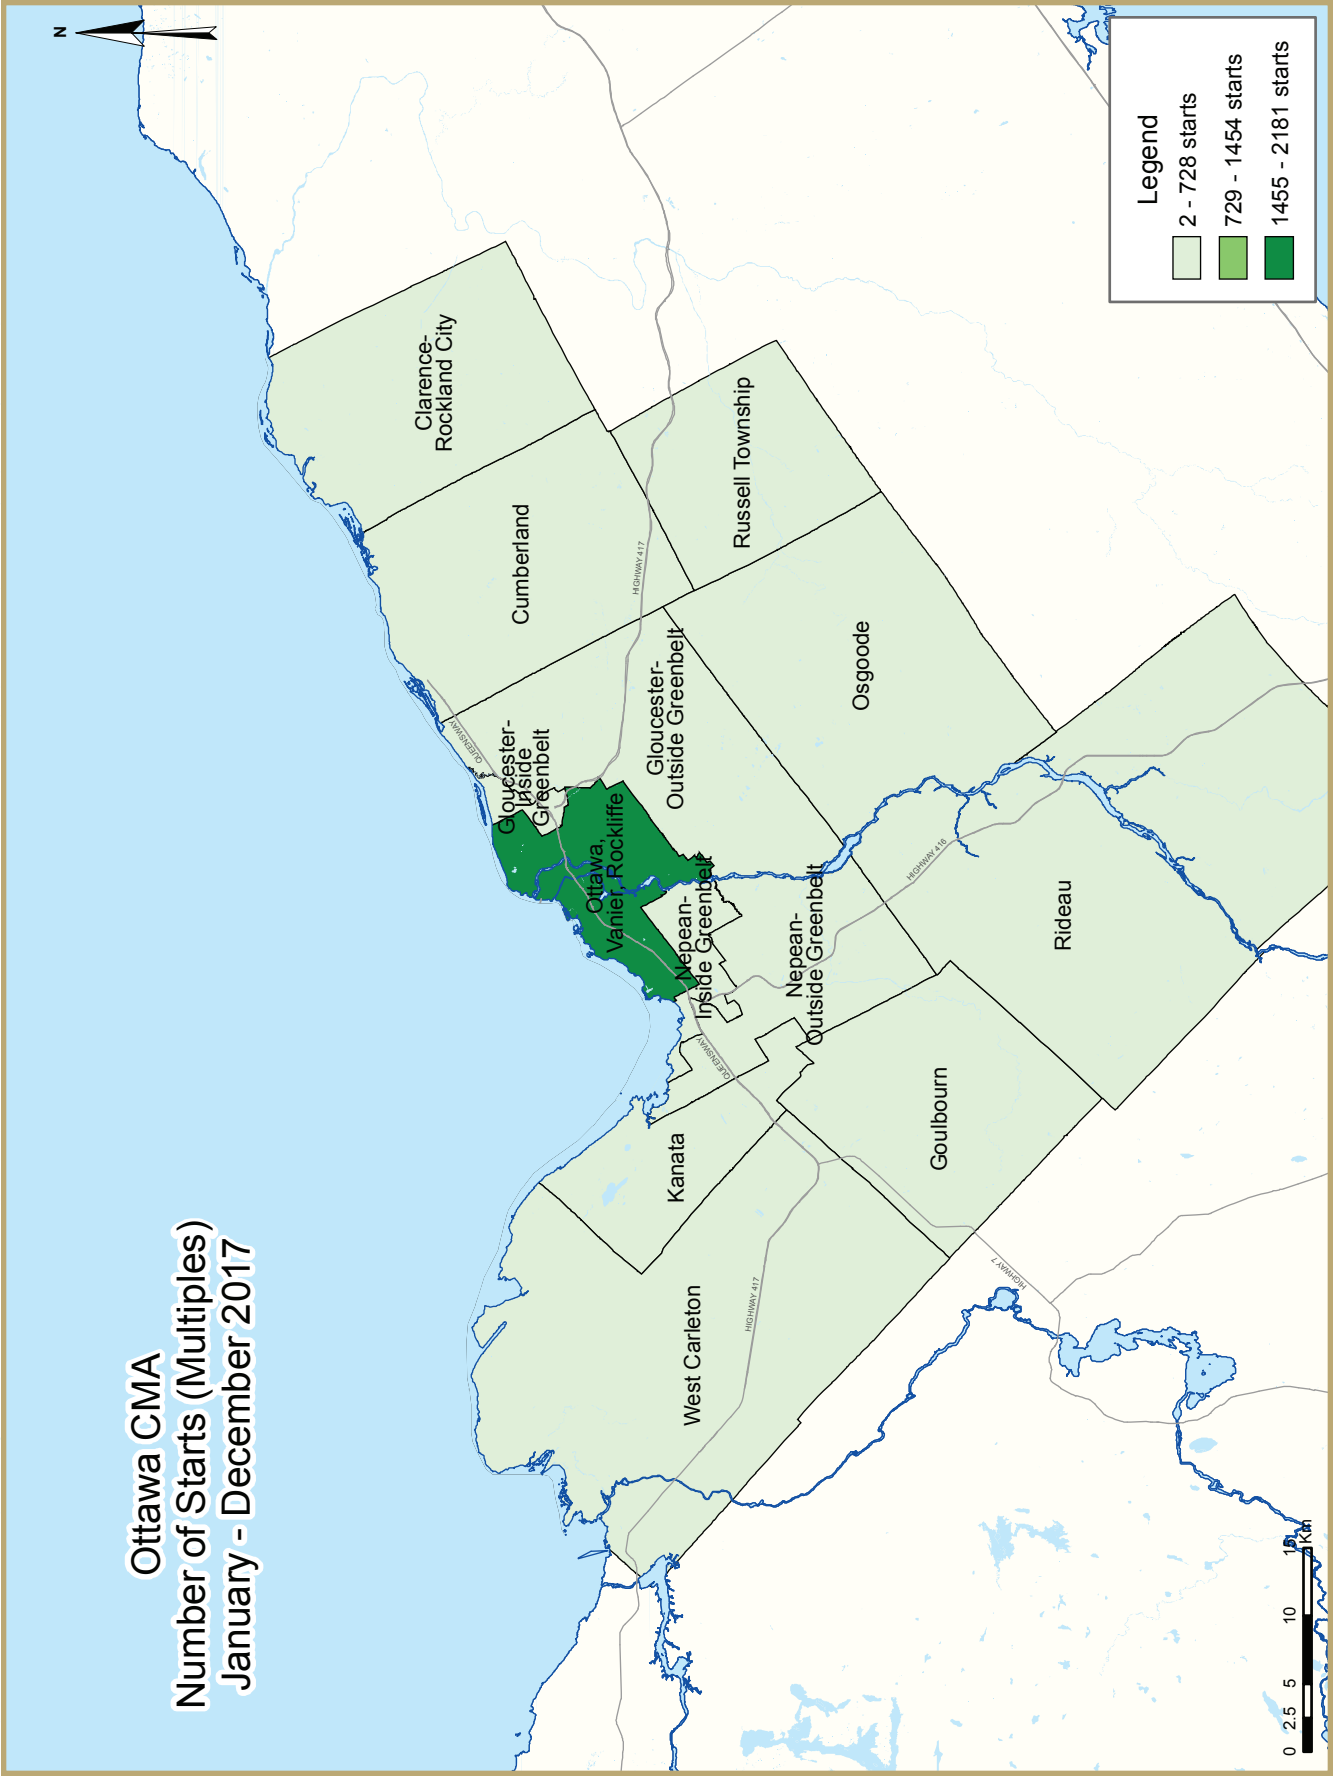 Ottawa CMA
Number of Starts (Multiples)
January - December 2017
N
Clarence-
Rockland City
Cumberland
Russell Township
HIGHWAY 417
QUEENSWAY
Gloucester-
Inside
Greenbelt
Gloucester-
Outside Greenbelt
Osgoode
Ottawa,
Vanier, Rockliffe
Nepean-
Inside Greenbelt
Nepean-
Outside Greenbelt
HIGHWAY 416
Rideau
QUEENSWAY
Kanata
Goulbourn
West Carleton
HIGHWAY 417
HIGHWAY 7
Legend
2 - 728 starts
729 - 1454 starts
1455 - 2181 starts
0 2.5 5 10 15
Km